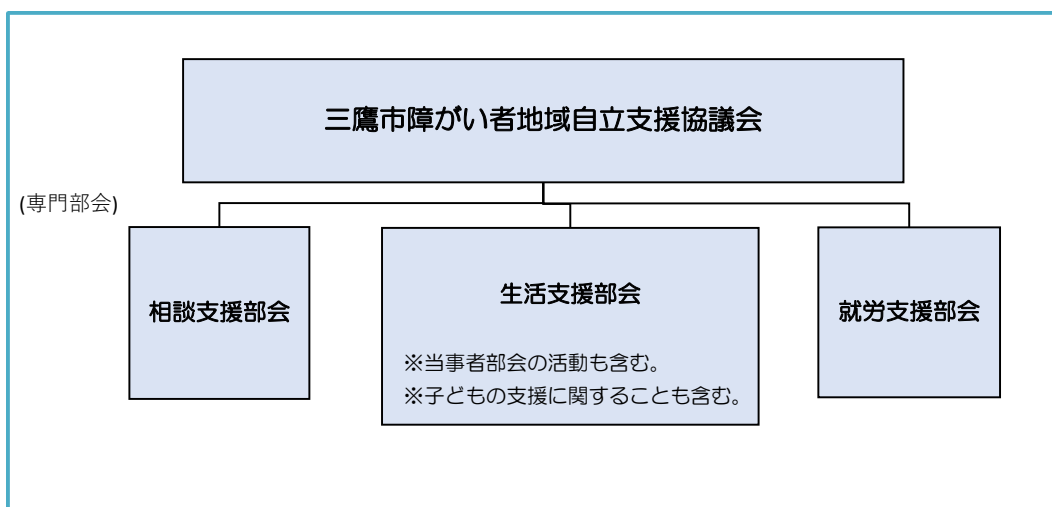 三鷹市障がい者地域自立支援協議会
(専門部会)
相談支援部会
生活支援部会
※当事者部会の活動も含む。
※子どもの支援に関することも含む。
就労支援部会